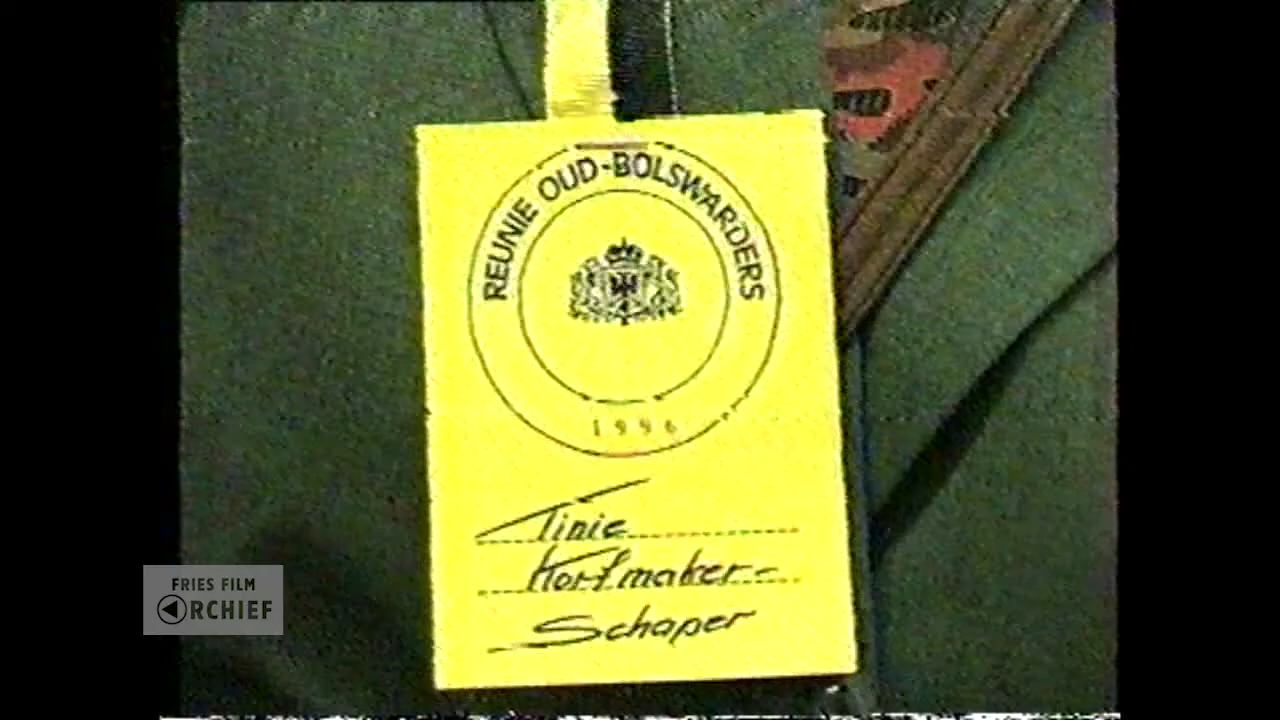 REUNIE OUD-BOLSWARDERS
1996
Tinie
Korfmaker-
Schaper
FRIES FILM
ARCHIEF